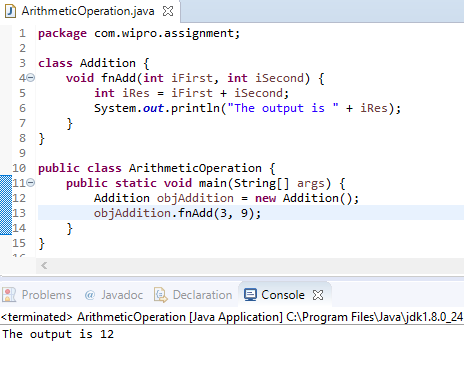 ArithmeticOperation.java
1 package com.wipro.assignment;
2
3 class Addition {
4 void fnAdd(int iFirst, int iSecond) {
5 int iRes = iFirst + iSecond;
6 System.out.println("The output is " + iRes);
7 }
8 }
9
10 public class ArithmeticOperation {
11 public static void main(String[] args) {
12 Addition objAddition = new Addition();
13 objAddition.fnAdd(3, 9);
14 }
15 }
Problems @ Javadoc Declaration Console
<terminated> ArithmeticOperation [Java Application] C:\Program Files\Java\jdk1.8.0_24
The output is 12